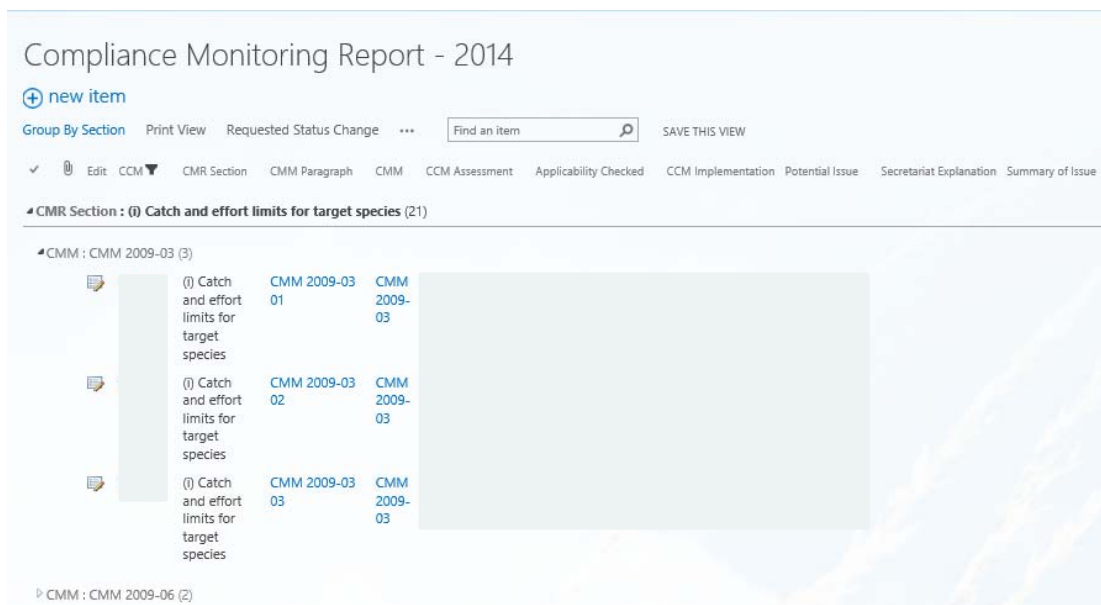 Compliance Monitoring Report - 2014
new item
Group By Section Print View Requested Status Change ... Find an item SAVE THIS VIEW
Edit CCM CMR Section CMM Paragraph CMM CCM Assessment Applicability Checked CCM Implementation Potential Issue Secretariat Explanation Summary of Issue
CMR Section : (i) Catch and effort limits for target species (21)
CMM : CMM 2009-03 (3)
(i) Catch CMM 2009-03 CMM
and effort 01 2009-
limits for 03
target
species
(i) Catch CMM 2009-03 CMM
and effort 02 2009-
limits for 03
target
species
(i) Catch CMM 2009-03 CMM
and effort 03 2009-
limits for 03
target
species
CMM : CMM 2009-06 (2)